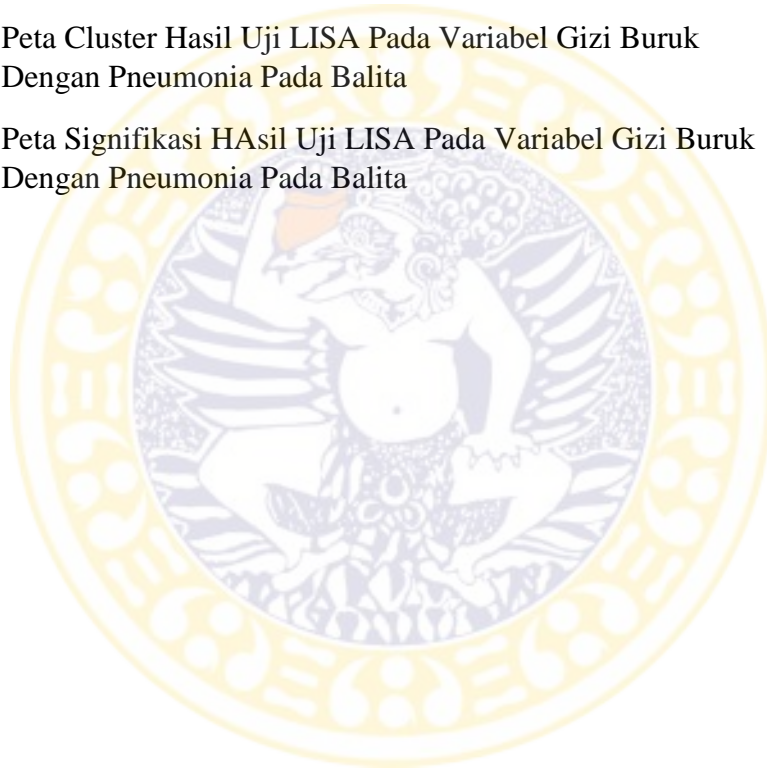 Peta Cluster Hasil Uji LISA Pada Variabel Gizi Buruk
Dengan Pneumonia Pada Balita
Peta Signifikasi HAsil Uji LISA Pada Variabel Gizi Buruk
Dengan Pneumonia Pada Balita